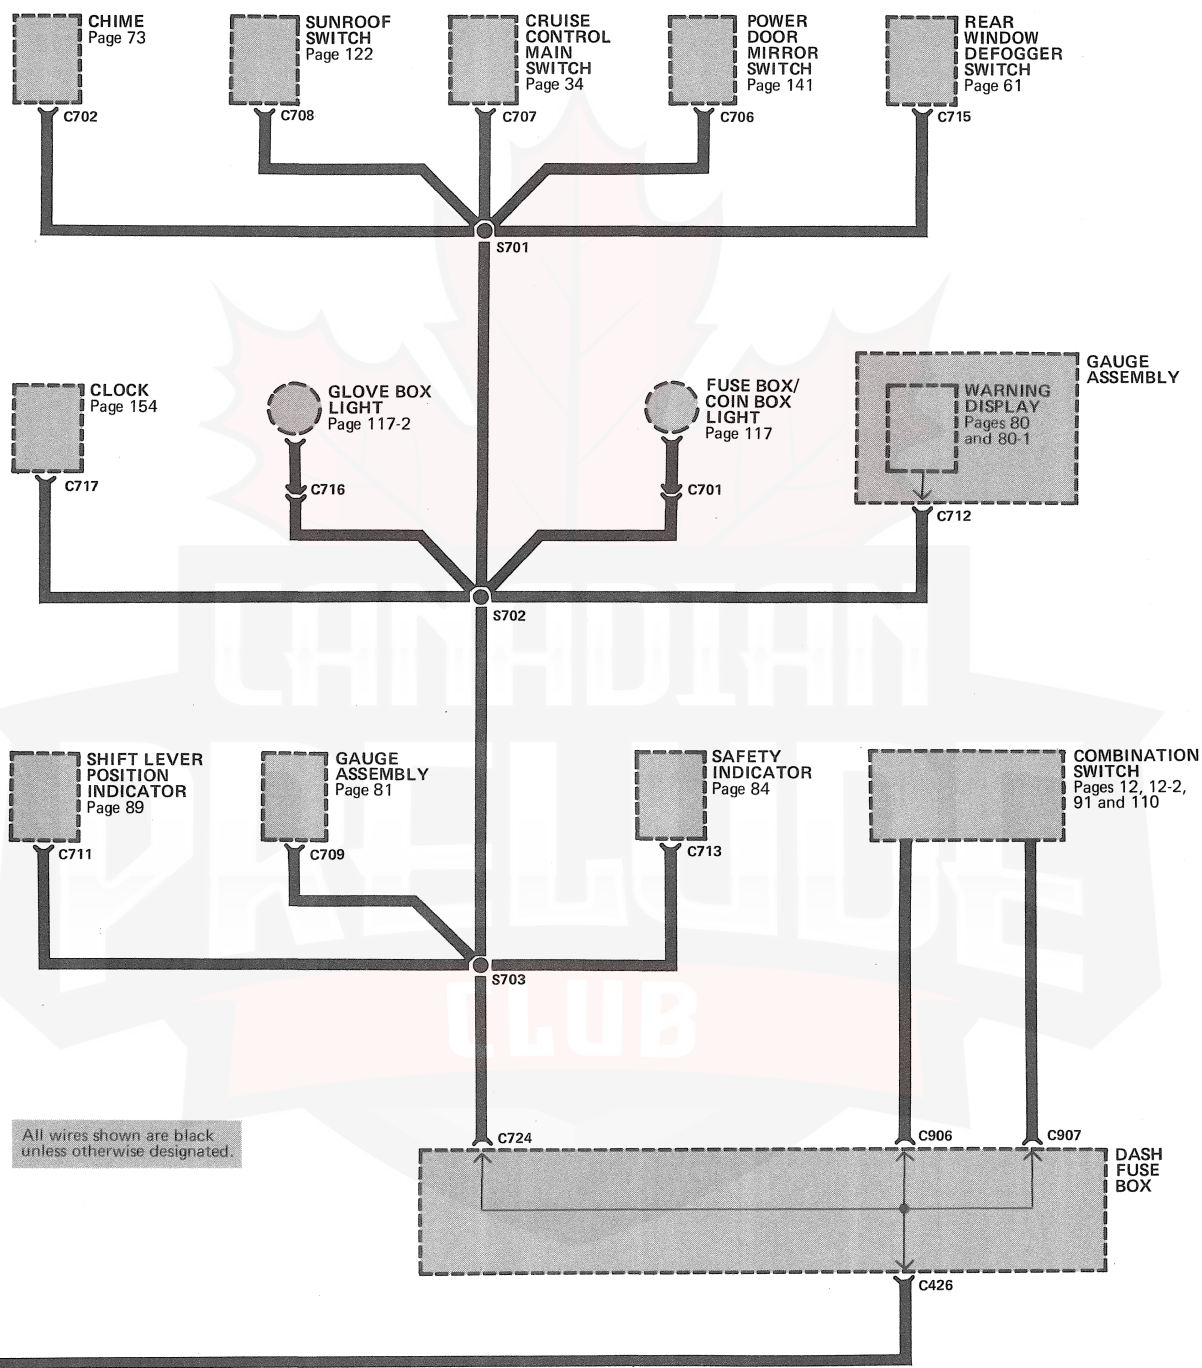 CHIME
Page 73
C702
SUNROOF
SWITCH
Page 122
C708
CRUISE
CONTROL
MAIN
SWITCH
Page 34
C707
POWER
DOOR
MIRROR
SWITCH
Page 141
C706
REAR
WINDOW
DEFOGGER
SWITCH
Page 61
C715
S701
CLOCK
Page 154
C717
GLOVE BOX
LIGHT
Page 117-2
C716
FUSE BOX/
COIN BOX
LIGHT
Page 117
C701
GAUGE
ASSEMBLY
WARNING
DISPLAY
Pages 80
and 80-1
C712
S702
CANADIAN
PRELUDE
CLUB
SHIFT LEVER
POSITION
INDICATOR
Page 89
C711
GAUGE
ASSEMBLY
Page 81
C709
SAFETY
INDICATOR
Page 84
C713
COMBINATION
SWITCH
Pages 12, 12-2,
91 and 110
S703
All wires shown are black
unless otherwise designated.
C724
C906
C907
DASH
FUSE
BOX
C426